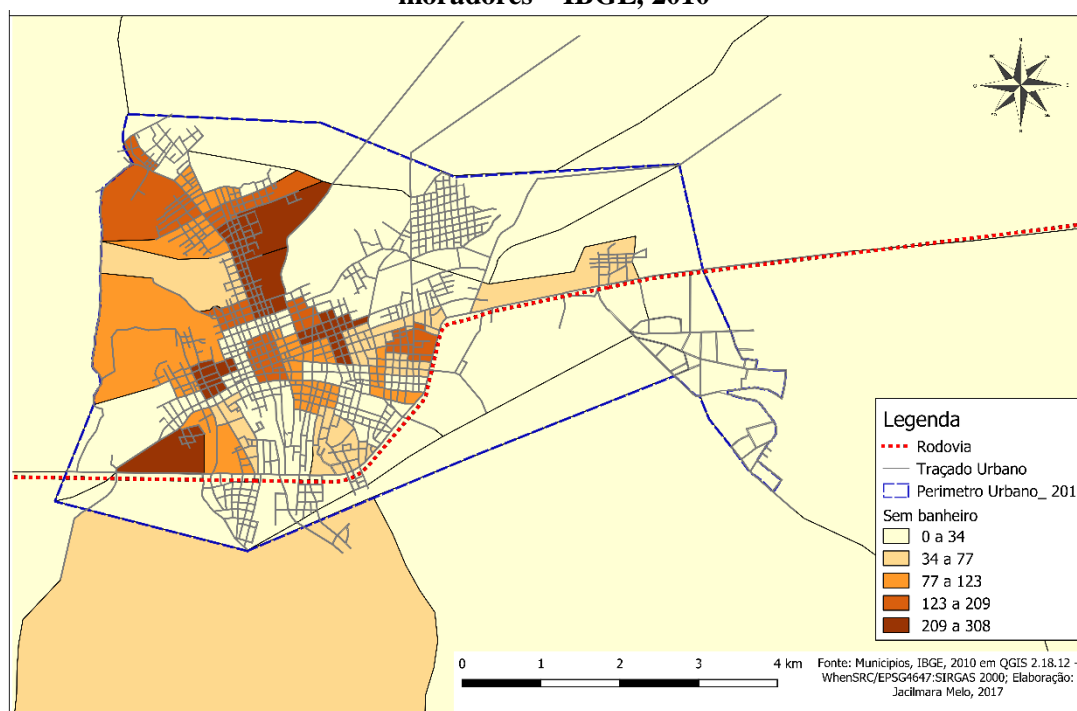 moradores – IBGE, 2010
Legenda
Rodovia
Traçado Urbano
Perimetro Urbano_ 201
Sem banheiro
0 a 34
34 a 77
77 a 123
123 a 209
209 a 308
0 1 2 3 4 km
Fonte: Municipios, IBGE, 2010 em QGIS 2.18.12 -
WhenSRC/EPSG4647:SIRGAS 2000; Elaboração:
Jacilmara Melo, 2017